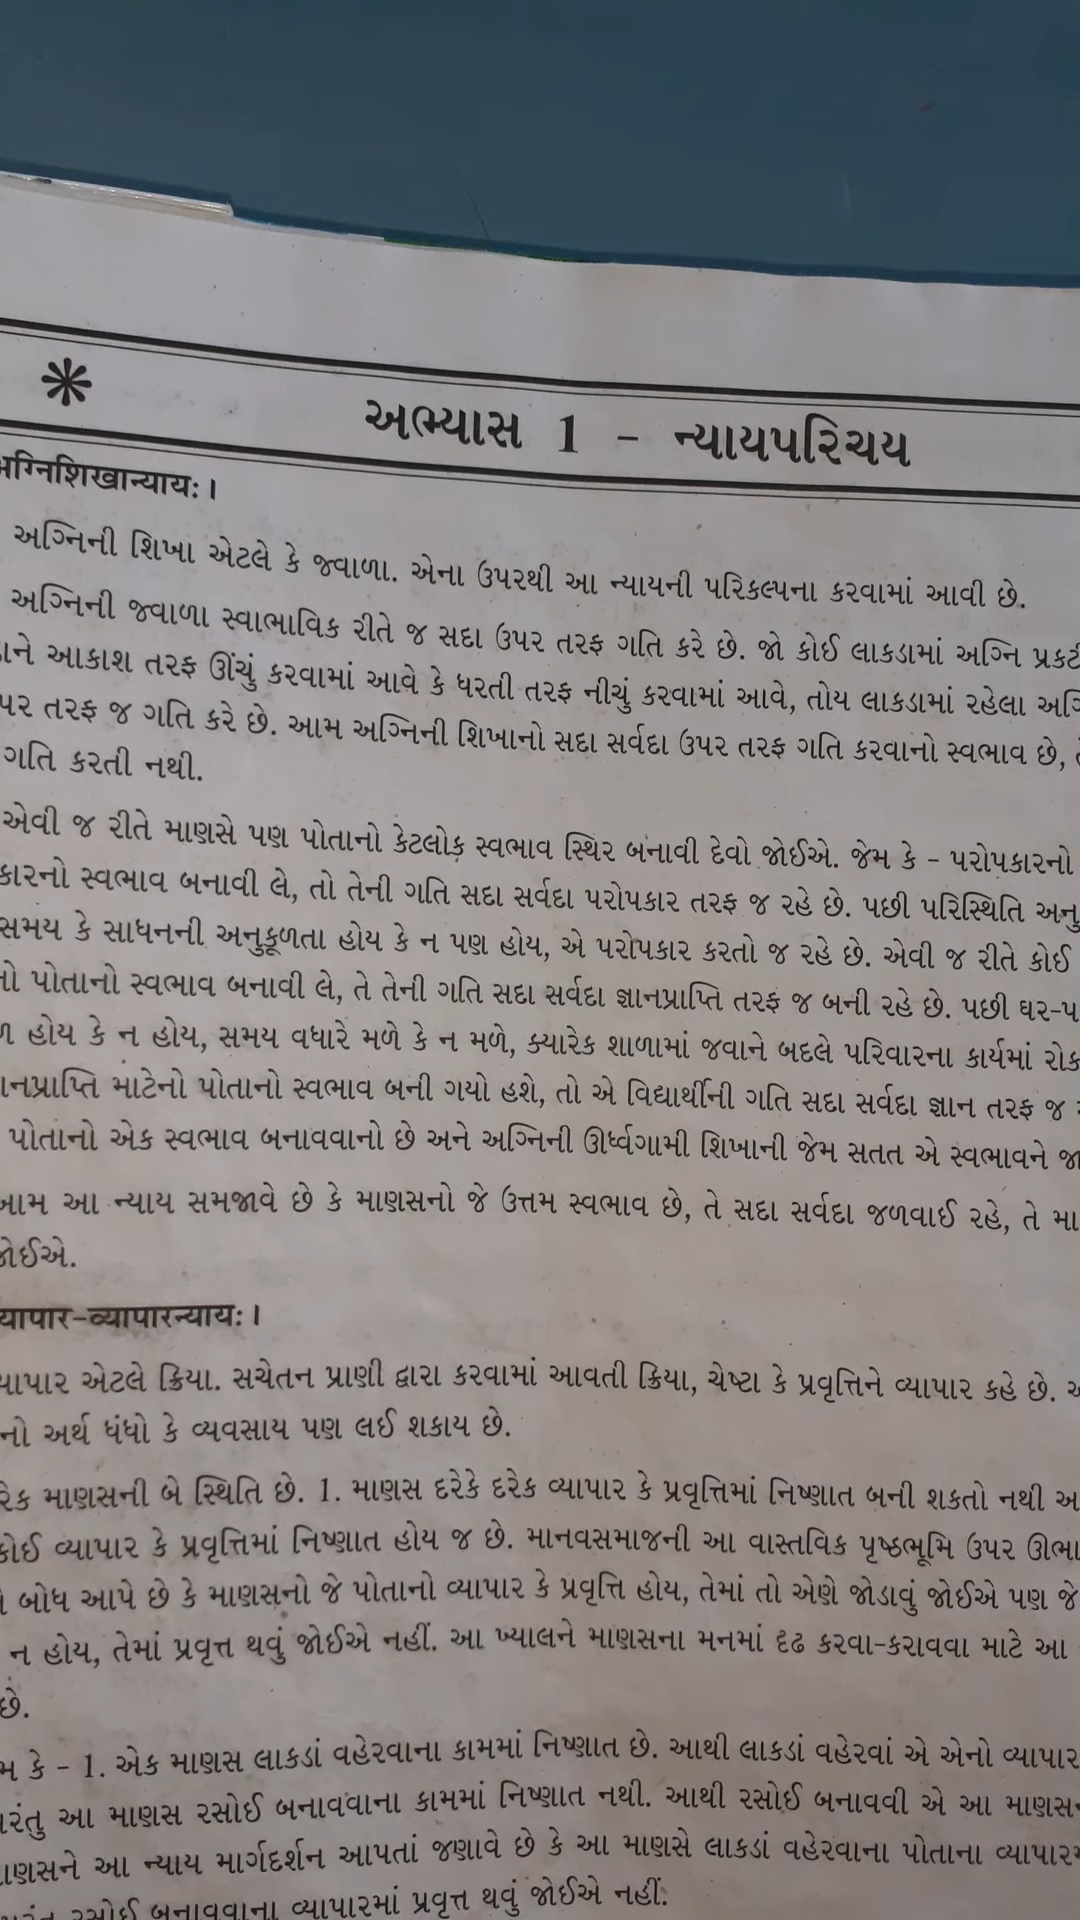 અભ્યાસ 1 - ન્યાયપરિચય
अग्निशिखान्यायः ।
અગ્નિની શિખા એટલે કે જ્વાળા. એના ઉપરથી આ ન્યાયની પરિકલ્પના કરવામાં આવી છે.
અગ્નિની જ્વાળા સ્વાભાવિક રીતે જ સદા ઉપર તરફ ગતિ કરે છે. જો કોઈ લાકડામાં અગ્નિ
આકાશ તરફ ઊંચું કરવામાં આવે કે ધરતી તરફ નીચું કરવામાં આવે, તોય લાકડામાં રહેલા
તરફ જ ગતિ કરે છે. આમ અગ્નિની શિખાનો સદા સર્વદા ઉપર તરફ ગતિ કરવાનો સ્વભાવ છે,
ગતિ કરતી નથી.
એવી જ રીતે માણસે પણ પોતાનો કેટલોક સ્વભાવ સ્થિર બનાવી દેવો જોઈએ. જેમ કે - પરોપકારનો
સ્વભાવ બનાવી લે, તો તેની ગતિ સદા સર્વદા પરોપકાર તરફ જ રહે છે. પછી પરિસ્થિતિ
સમય કે સાધનની અનુકૂળતા હોય કે ન પણ હોય, એ પરોપકાર કરતો જ રહે છે. એવી જ રીતે કોઈ
પોતાનો સ્વભાવ બનાવી લે, તે તેની ગતિ સદા સર્વદા જ્ઞાનપ્રાપ્તિ તરફ જ બની રહે છે. પછી
હોય કે ન હોય, સમય વધારે મળે કે ન મળે, ક્યારેક શાળામાં જવાને બદલે પરિવારના કાર્યમાં
માટેનો પોતાનો સ્વભાવ બની ગયો હશે, તો એ વિદ્યાર્થીની ગતિ સદા સર્વદા જ્ઞાન તરફ જ
પોતાનો એક સ્વભાવ બનાવવાનો છે અને અગ્નિની ઊર્ધ્વગામી શિખાની જેમ સતત એ સ્વભાવને
આમ આ ન્યાય સમજાવે છે કે માણસનો જે ઉત્તમ સ્વભાવ છે, તે સદા સર્વદા જળવાઈ રહે, તે
જોઈએ.
व्यापार-व्यापारन्यायः ।
વ્યાપાર એટલે ક્રિયા. સચેતન પ્રાણી દ્વારા કરવામાં આવતી ક્રિયા, ચેષ્ટા કે પ્રવૃત્તિને વ્યાપાર કહે છે.
અર્થ ધંધો કે વ્યવસાય પણ લઈ શકાય છે.
માણસની બે સ્થિતિ છે. 1. માણસ દરેકે દરેક વ્યાપાર કે પ્રવૃત્તિમાં નિષ્ણાત બની શકતો નથી
કોઈ વ્યાપાર કે પ્રવૃત્તિમાં નિષ્ણાત હોય જ છે. માનવસમાજની આ વાસ્તવિક પૃષ્ઠભૂમિ ઉપર
બોધ આપે છે કે માણસનો જે પોતાનો વ્યાપાર કે પ્રવૃત્તિ હોય, તેમાં તો એણે જોડાવું જોઈએ પણ જે
ન હોય, તેમાં પ્રવૃત્ત થવું જોઈએ નહીં. આ ખ્યાલને માણસના મનમાં દૃઢ કરવા-કરાવવા માટે આ
છે.
કે - 1. એક માણસ લાકડાં વહેરવાના કામમાં નિષ્ણાત છે. આથી લાકડાં વહેરવાં એ એનો વ્યાપાર
પરંતુ આ માણસ રસોઈ બનાવવાના કામમાં નિષ્ણાત નથી. આથી રસોઈ બનાવવી એ આ
માણસને આ ન્યાય માર્ગદર્શન આપતાં જણાવે છે કે આ માણસે લાકડાં વહેરવાના પોતાના
રસોઈ બનાવવાના વ્યાપારમાં પ્રવૃત્ત થવું જોઈએ નહીં.